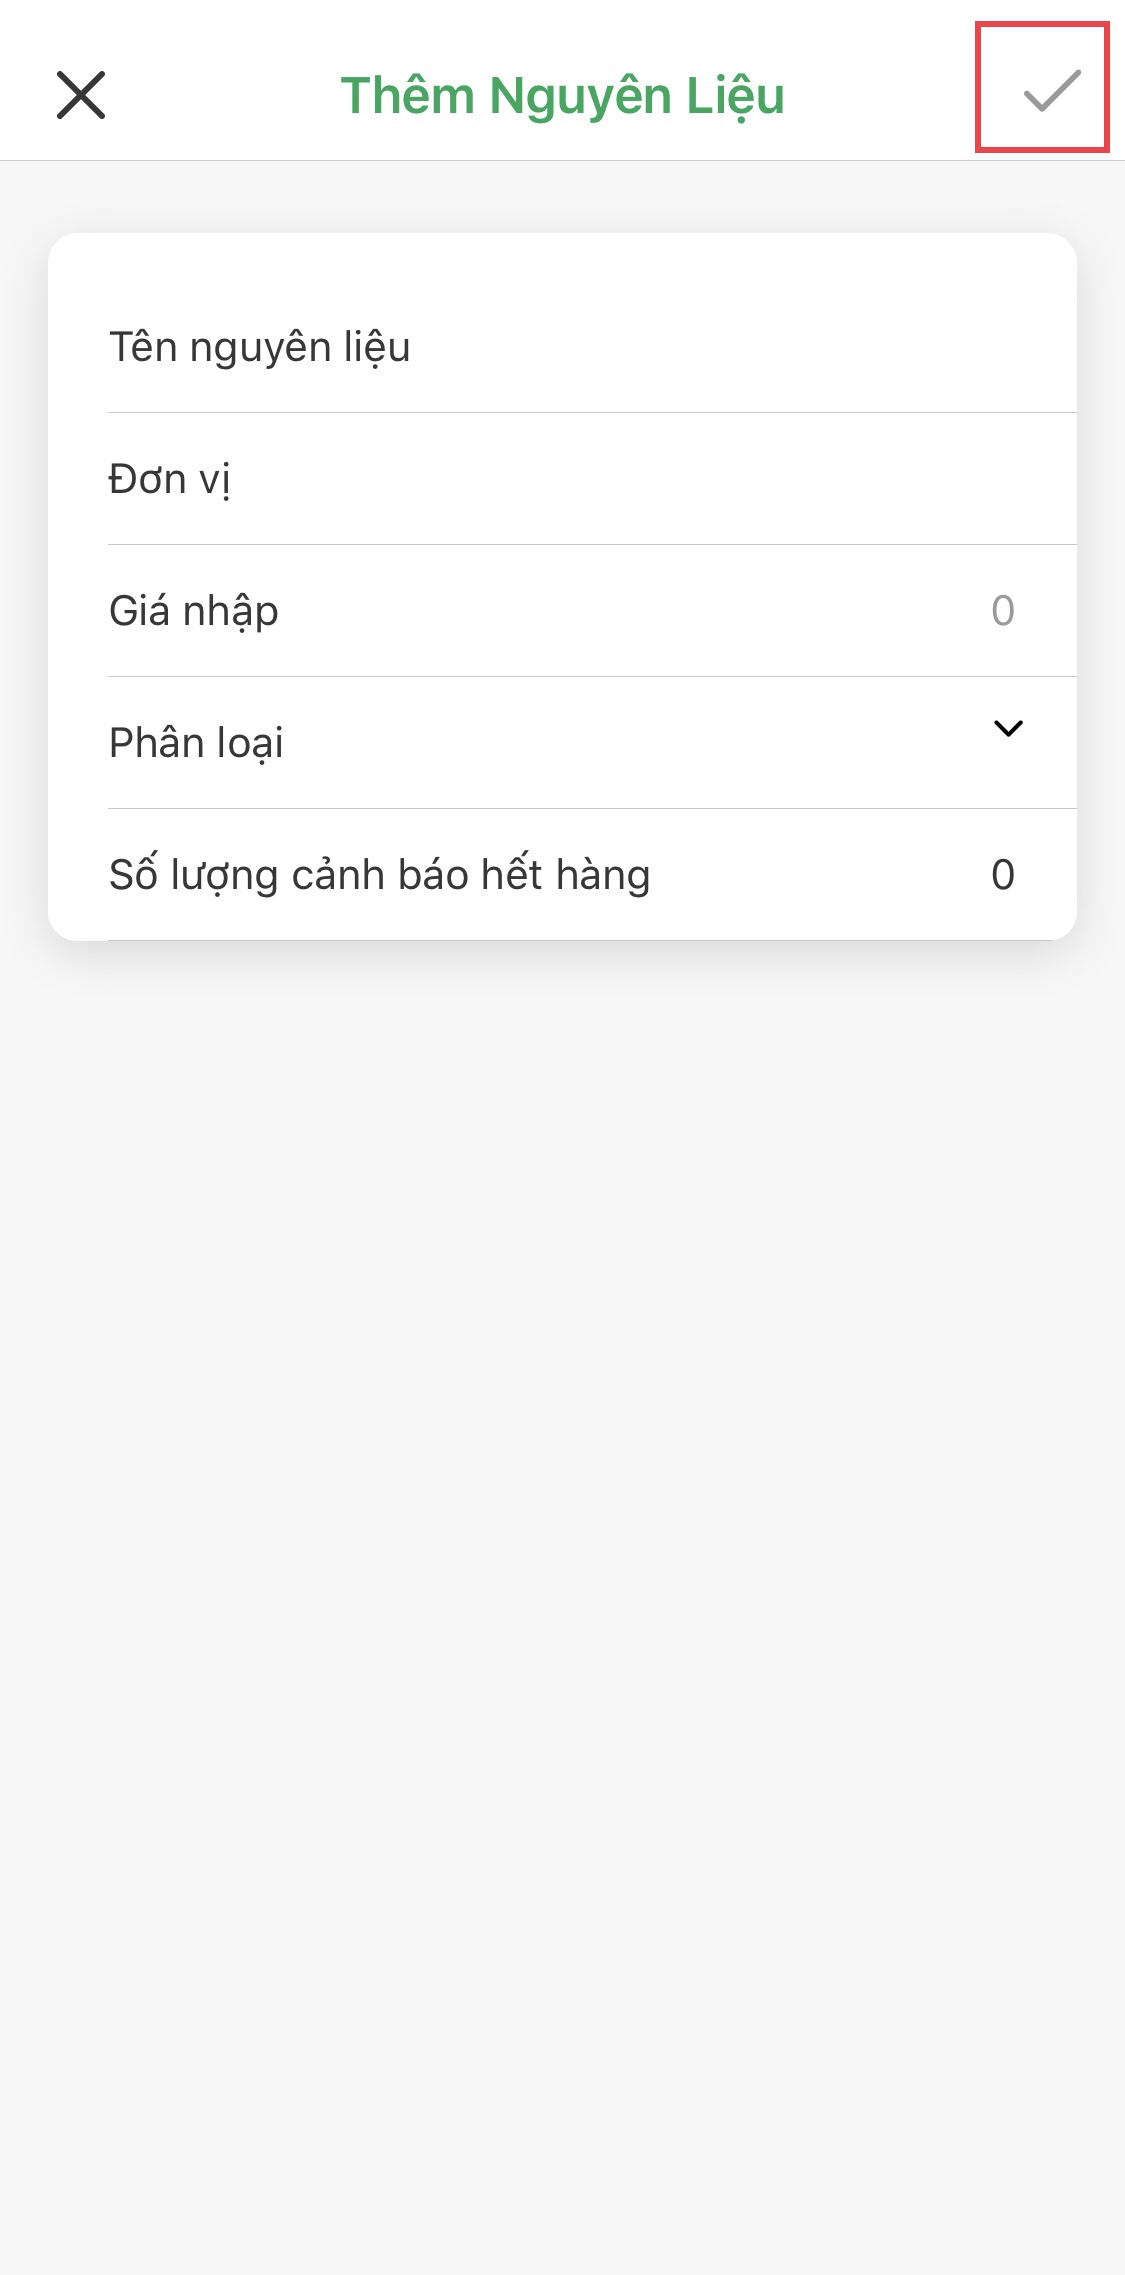 Thêm Nguyên Liệu
Tên nguyên liệu
Đơn vị
Giá nhập 0
Phân loại
Số lượng cảnh báo hết hàng 0